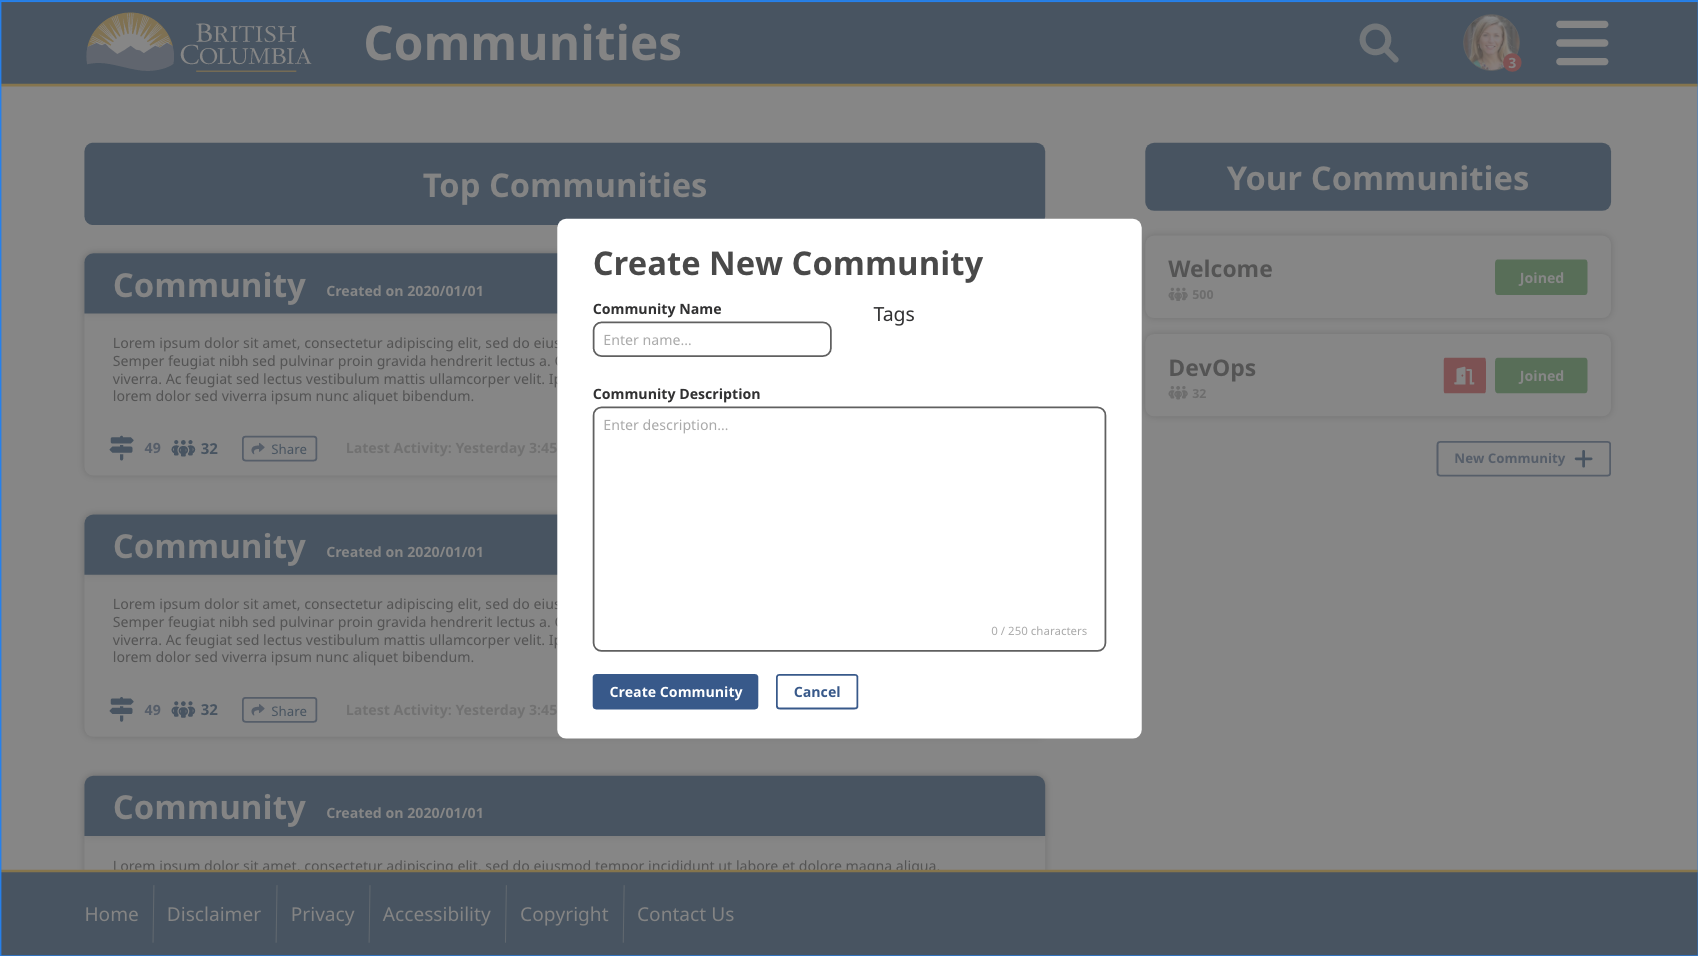 BRITISH
COLUMBIA
Communities
3
Top Communities
Your Communities
Community Created on 2020/01/01
Lorem ipsum dolor sit amet, consectetur adipiscing elit, sed do eius
Semper feugiat nibh sed pulvinar proin gravida hendrerit lectus a.
viverra. Ac feugiat sed lectus vestibulum mattis ullamcorper velit. Ip
lorem dolor sed viverra ipsum nunc aliquet bibendum.
49 32 Share Latest Activity: Yesterday 3:45
Community Created on 2020/01/01
Lorem ipsum dolor sit amet, consectetur adipiscing elit, sed do eius
Semper feugiat nibh sed pulvinar proin gravida hendrerit lectus a.
viverra. Ac feugiat sed lectus vestibulum mattis ullamcorper velit. Ip
lorem dolor sed viverra ipsum nunc aliquet bibendum.
49 32 Share Latest Activity: Yesterday 3:45
Community Created on 2020/01/01
Lorem ipsum dolor sit amet, consectetur adipiscing elit, sed do eiusmod tempor incididunt ut labore et dolore magna aliqua.
Create New Community
Community Name
Enter name...
Tags
Community Description
Enter description...
0 / 250 characters
Create Community
Cancel
Welcome
500
Joined
DevOps
32
Joined
New Community
Home
Disclaimer
Privacy
Accessibility
Copyright
Contact Us